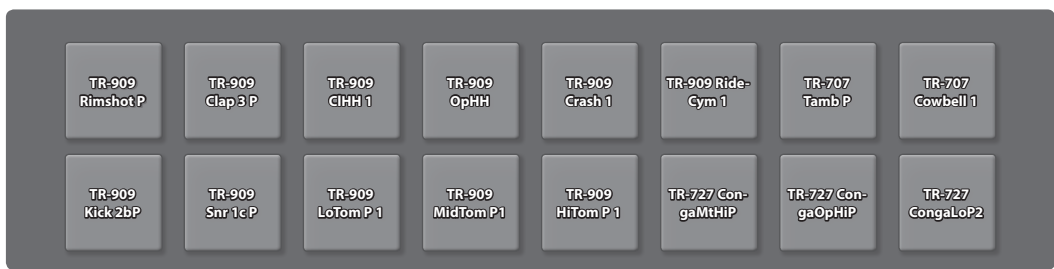 TR-909
Rimshot P
TR-909
Clap 3 P
TR-909
ClHH 1
TR-909
OpHH
TR-909
Crash 1
TR-909 Ride-
Cym 1
TR-707
Tamb P
TR-707
Cowbell 1
TR-909
Kick 2bP
TR-909
Snr 1c P
TR-909
LoTom P 1
TR-909
MidTom P1
TR-909
HiTom P 1
TR-727 Con-
gaMtHiP
TR-727 Con-
gaOpHiP
TR-727
CongaLoP2